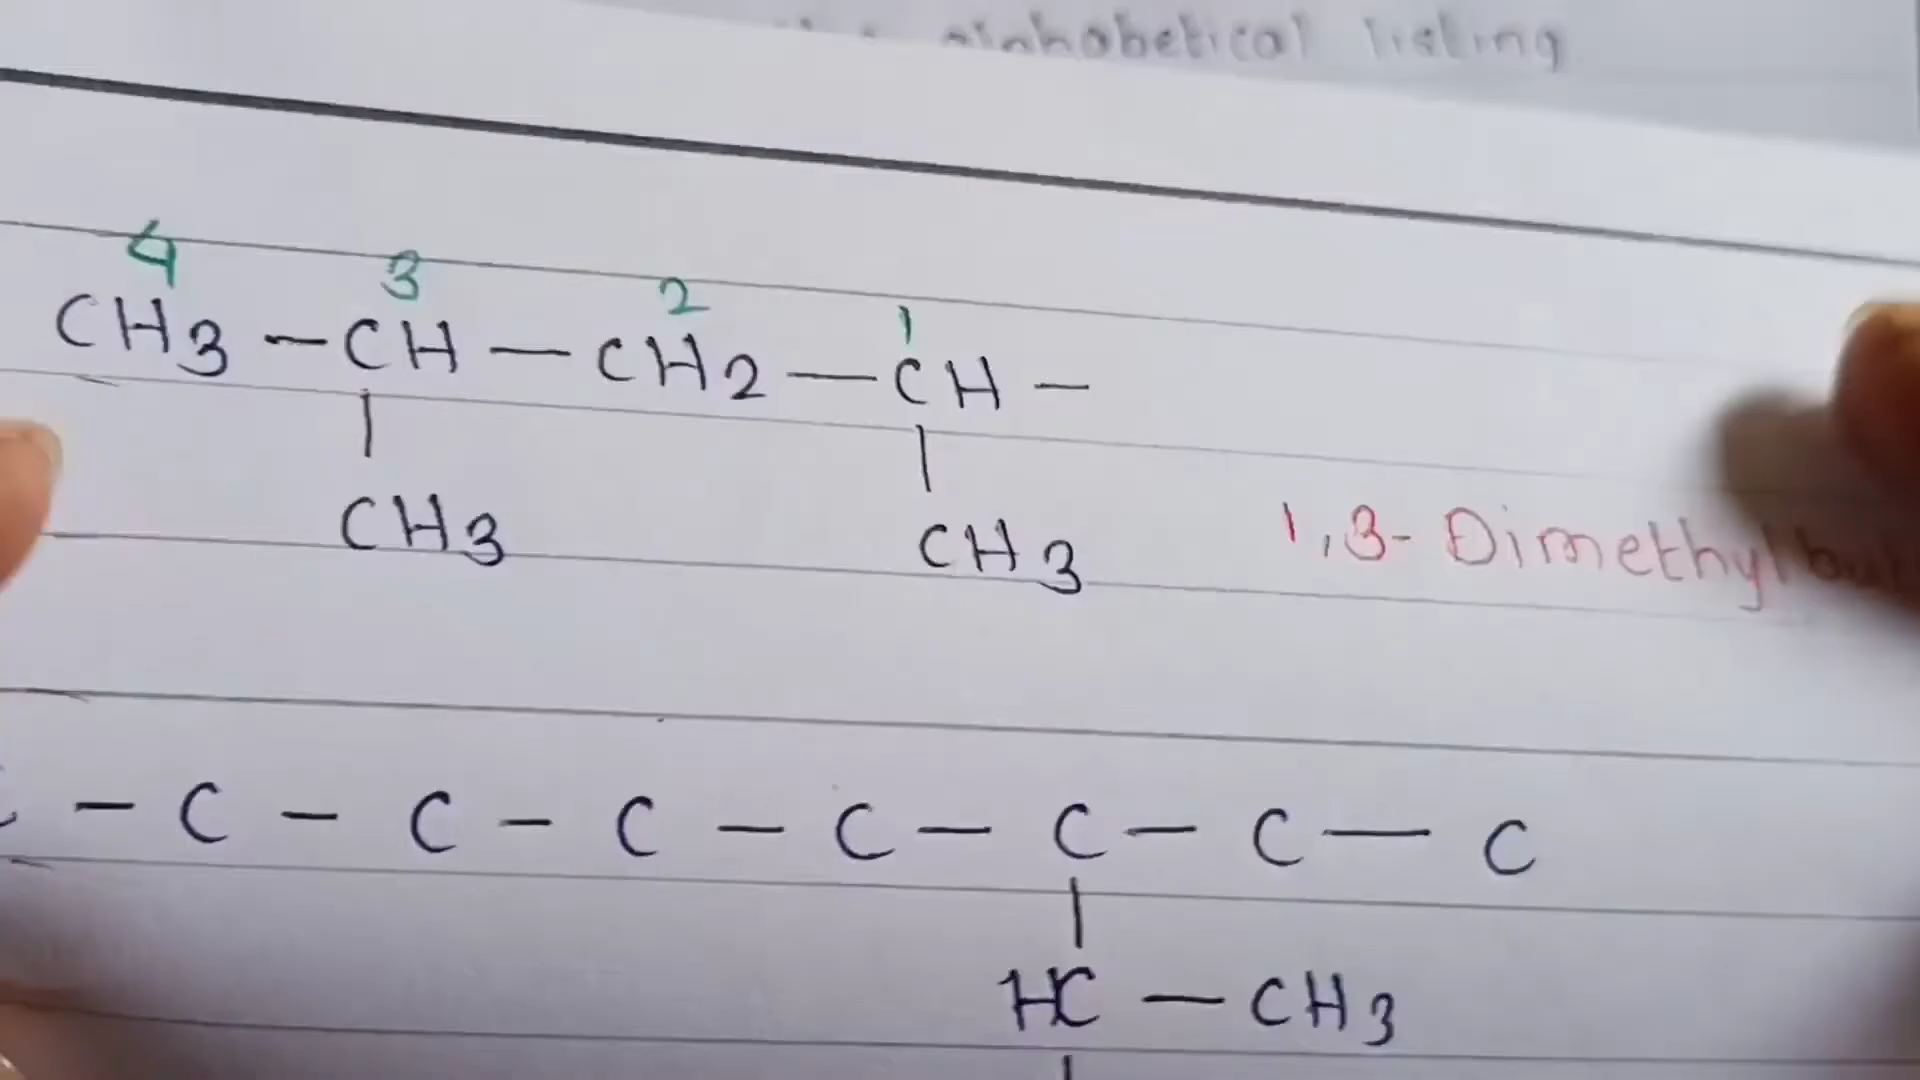 alphabetical listing
4 3 2 1
CH3 - CH - CH2 - CH -
| |
CH3 CH3
1,3- Dimethyl
- C - C - C - C - C - C - C
|
HC - CH3
|